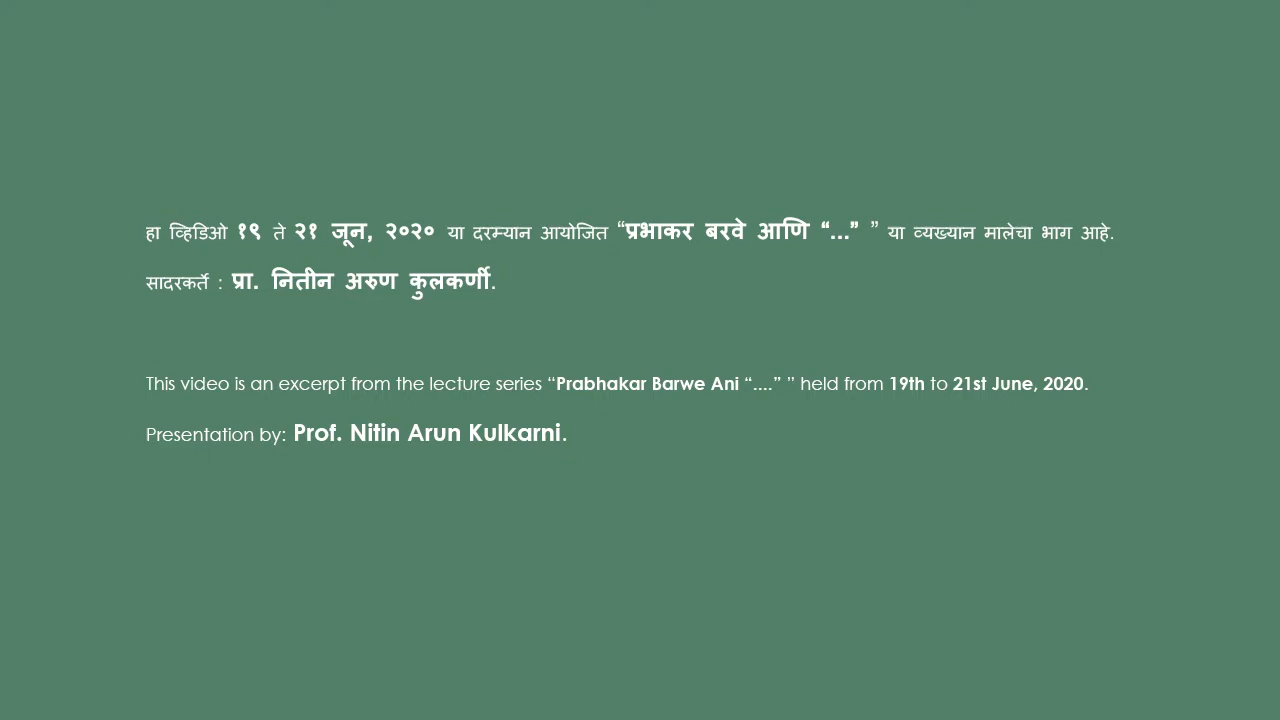 हा व्हिडिओ १९ ते २१ जून, २०२० या दरम्यान आयोजित “प्रभाकर बरवे आणि “...” ” या व्यख्यान मालेचा भाग आहे.
सादरकर्ते : प्रा. नितीन अरुण कुलकर्णी.
This video is an excerpt from the lecture series “Prabhakar Barwe Ani “....” ” held from 19th to 21st June, 2020.
Presentation by: Prof. Nitin Arun Kulkarni.